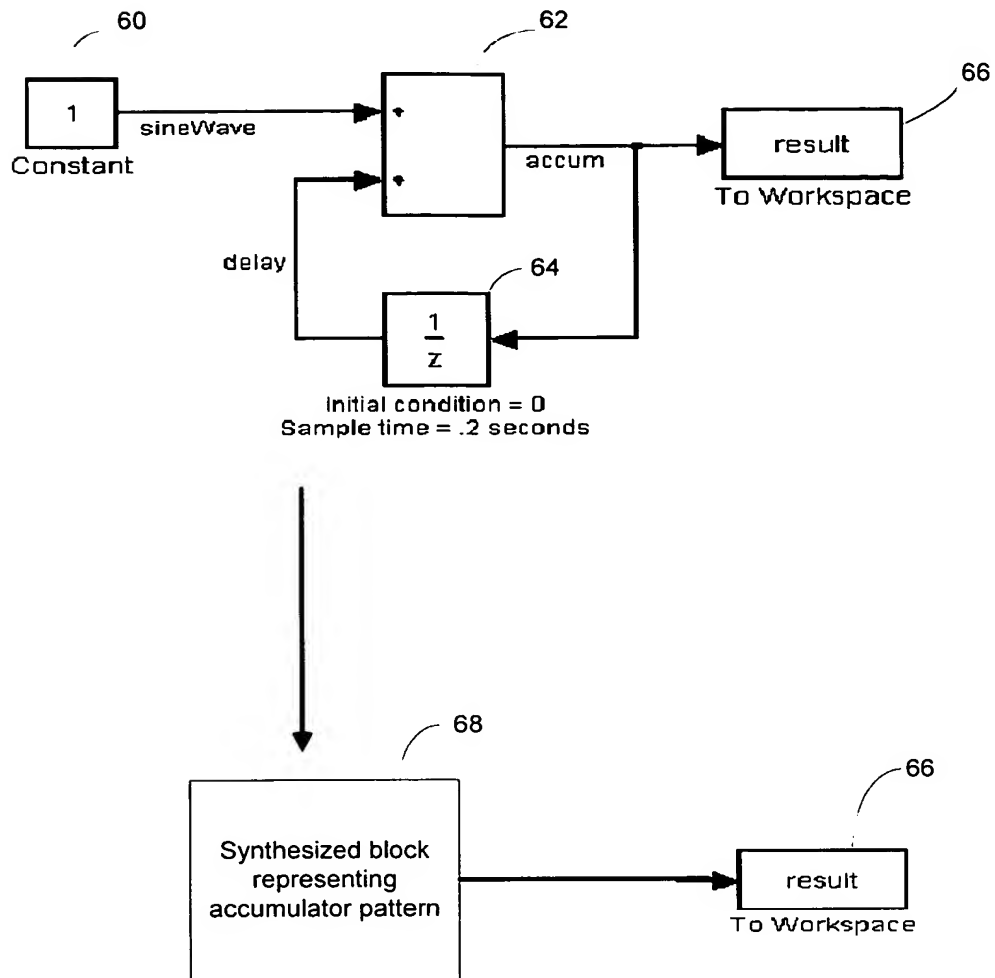 60
62
66
1
sineWave
Constant
accum
result
To Workspace
delay
64
1
z
Initial condition = 0
Sample time = .2 seconds
68
66
Synthesized block
representing
accumulator pattern
result
To Workspace